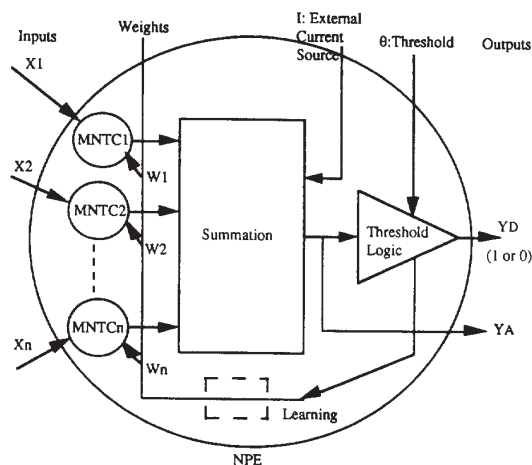 Inputs
Weights
I: External
Current
Source
θ:Threshold
Outputs
X1
MNTC1
W1
X2
MNTC2
W2
Summation
Threshold
Logic
YD
(1 or 0)
YA
Xn
MNTCn
Wn
Learning
NPE